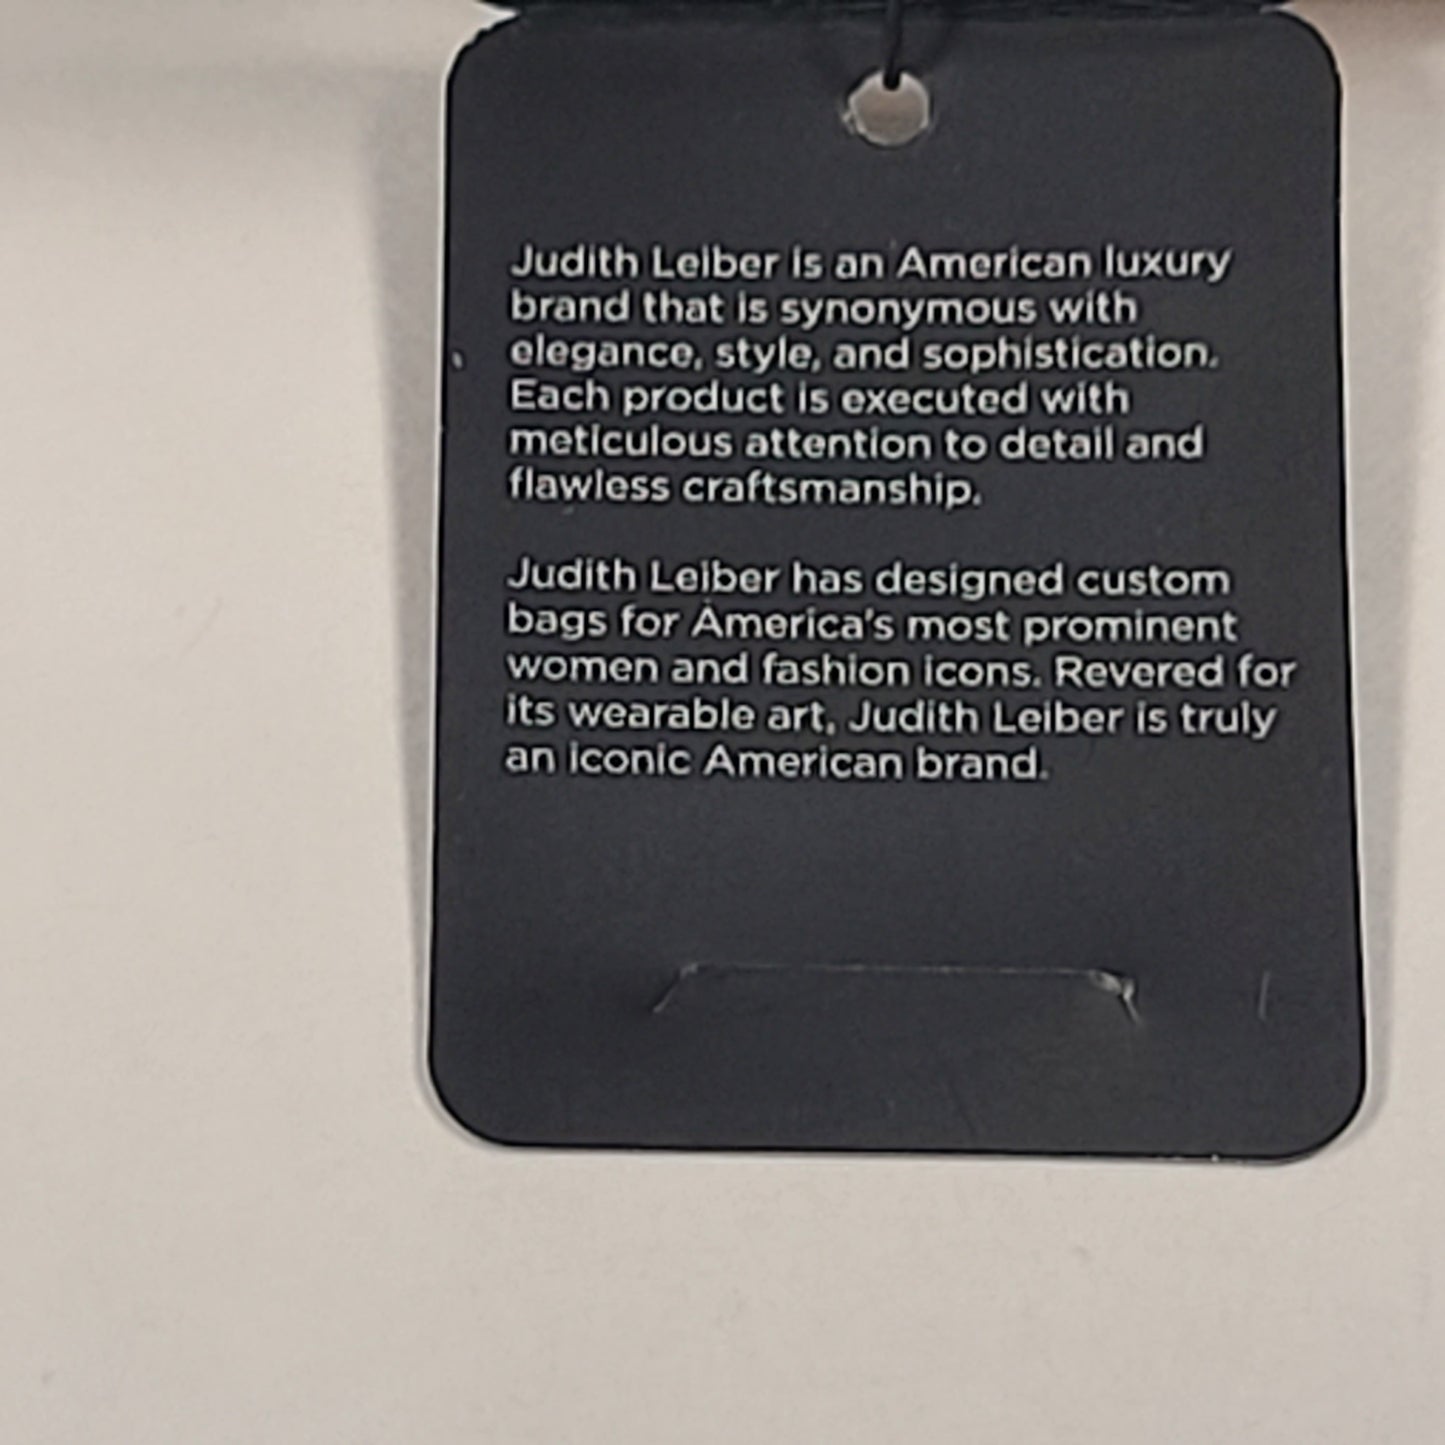 Judith Leiber is an American luxury
brand that is synonymous with
elegance, style, and sophistication.
Each product is executed with
meticulous attention to detail and
flawless craftsmanship.
Judith Leiber has designed custom
bags for America's most prominent
women and fashion icons. Revered for
its wearable art, Judith Leiber is truly
an iconic American brand.